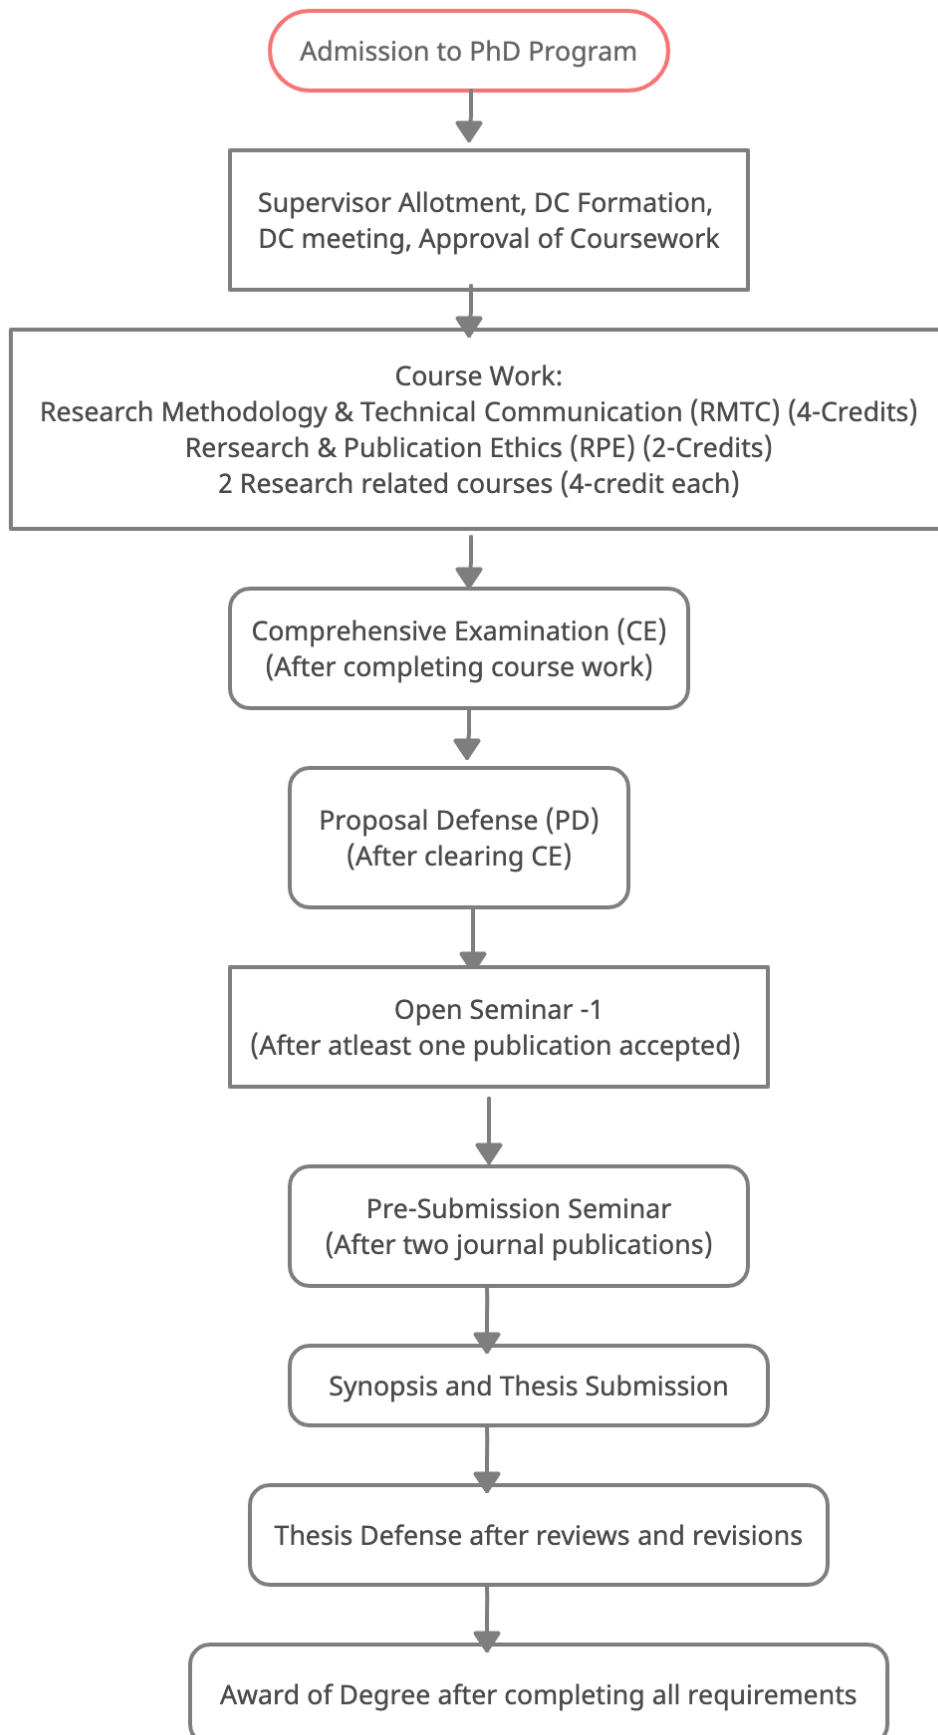 Admission to PhD Program
Supervisor Allotment, DC Formation,
DC meeting, Approval of Coursework
Course Work:
Research Methodology & Technical Communication (RMTC) (4-Credits)
Rersearch & Publication Ethics (RPE) (2-Credits)
2 Research related courses (4-credit each)
Comprehensive Examination (CE)
(After completing course work)
Proposal Defense (PD)
(After clearing CE)
Open Seminar -1
(After atleast one publication accepted)
Pre-Submission Seminar
(After two journal publications)
Synopsis and Thesis Submission
Thesis Defense after reviews and revisions
Award of Degree after completing all requirements